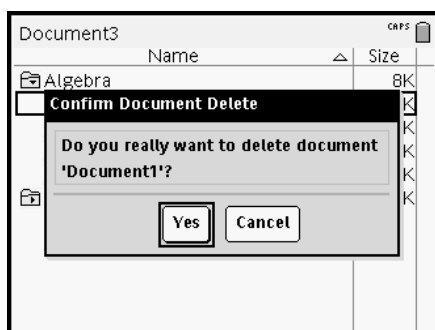 Document3
CAPS
Name Size
Algebra 8K
Confirm Document Delete
K
K
Do you really want to delete document
K
'Document1'?
K
K
Yes Cancel